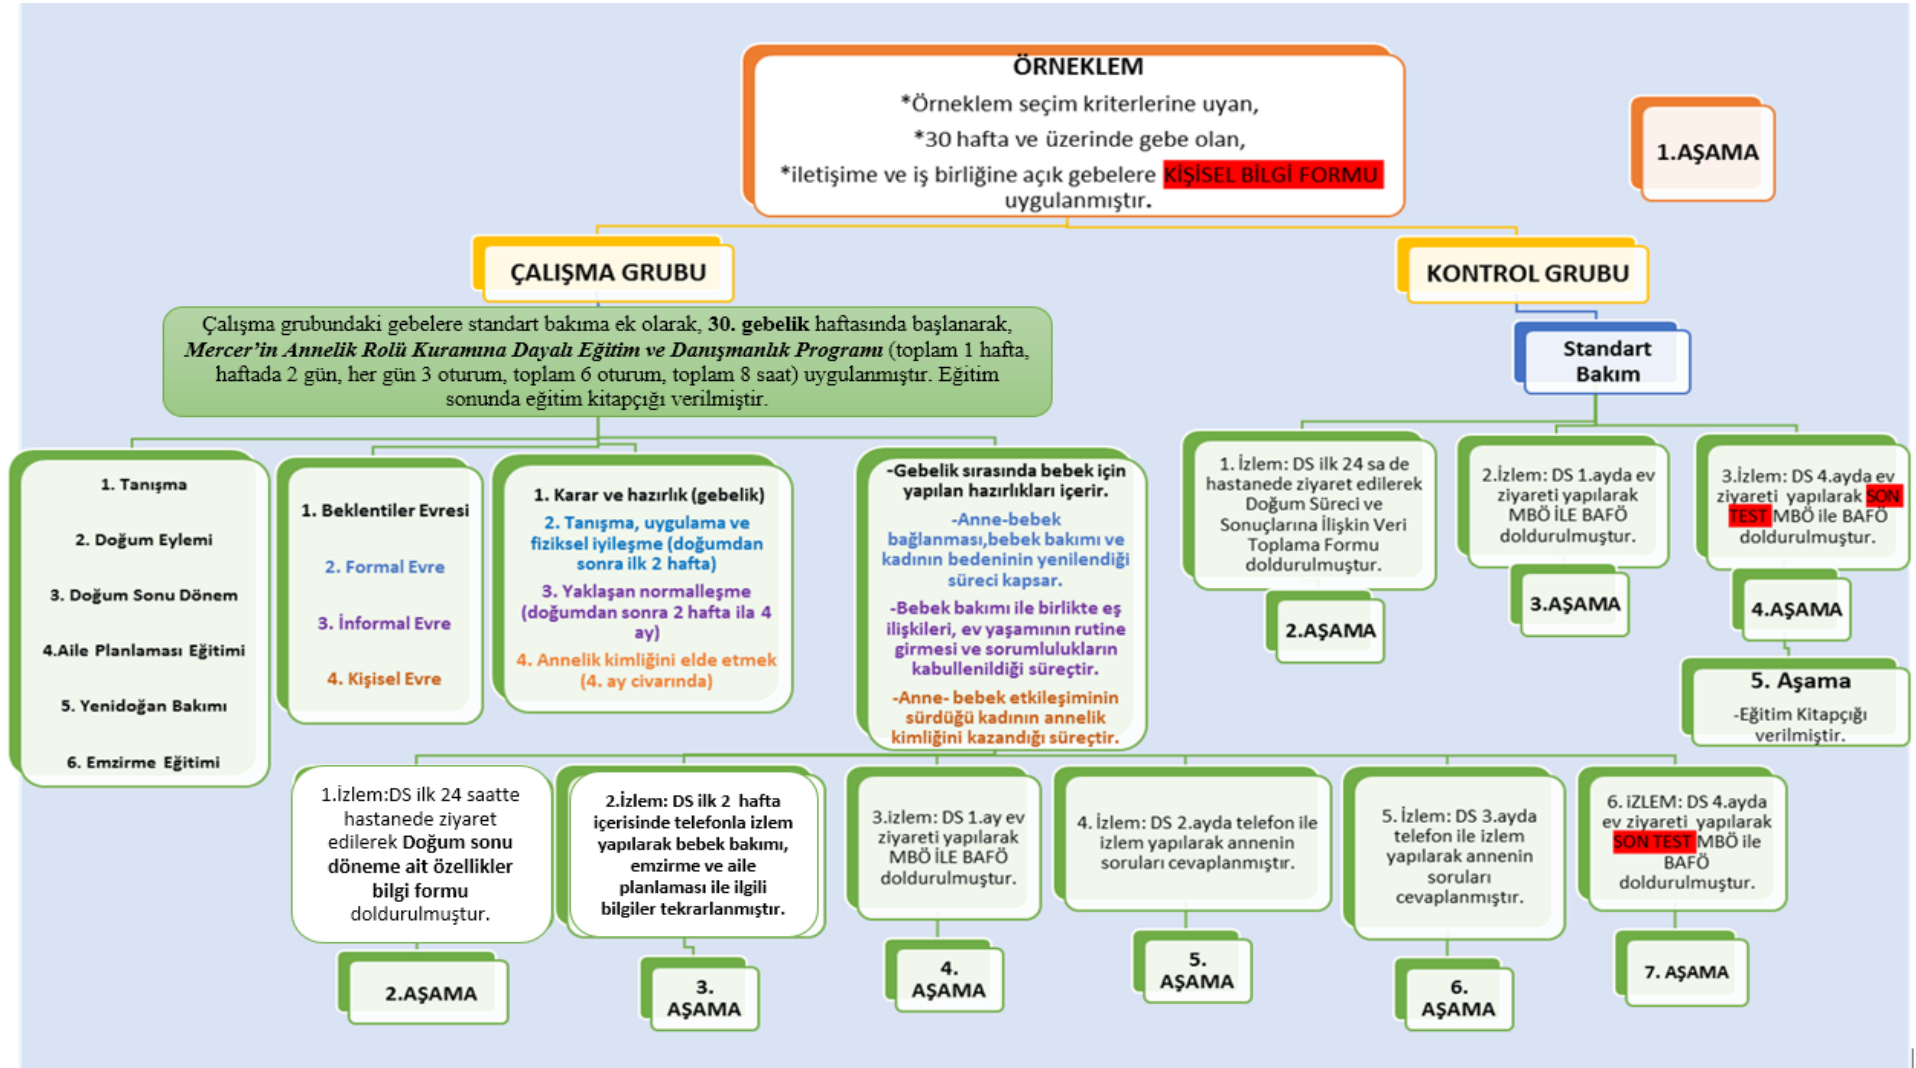 ÖRNEKLEM
*Örneklem seçim kriterlerine uyan,
*30 hafta ve üzerinde gebe olan,
*iletişime ve iş birliğine açık gebelere KİŞİSEL BİLGİ FORMU
uygulanmıştır.
1.AŞAMA
ÇALIŞMA GRUBU
KONTROL GRUBU
Çalışma grubundaki gebelere standart bakıma ek olarak, 30. gebelik haftasında başlanarak,
Mercer’in Annelik Rolü Kuramına Dayalı Eğitim ve Danışmanlık Programı (toplam 1 hafta,
haftada 2 gün, her gün 3 oturum, toplam 6 oturum, toplam 8 saat) uygulanmıştır. Eğitim
sonunda eğitim kitapçığı verilmiştir.
Standart
Bakım
1. Tanışma
2. Doğum Eylemi
3. Doğum Sonu Dönem
4.Aile Planlaması Eğitimi
5. Yenidoğan Bakımı
6. Emzirme Eğitimi
1. Beklentiler Evresi
2. Formal Evre
3. İnformal Evre
4. Kişisel Evre
1. Karar ve hazırlık (gebelik)
2. Tanışma, uygulama ve
fiziksel iyileşme (doğumdan
sonra ilk 2 hafta)
3. Yaklaşan normalleşme
(doğumdan sonra 2 hafta ila 4
ay)
4. Annelik kimliğini elde etmek
(4. ay civarında)
-Gebelik sırasında bebek için
yapılan hazırlıkları içerir.
-Anne-bebek
bağlanması,bebek bakımı ve
kadının bedeninin yenilendiği
süreci kapsar.
-Bebek bakımı ile birlikte eş
ilişkileri, ev yaşamının rutine
girmesi ve sorumlulukların
kabullenildiği süreçtir.
-Anne- bebek etkileşiminin
sürdüğü kadının annelik
kimliğini kazandığı süreçtir.
1. İzlem: DS ilk 24 sa de
hastanede ziyaret edilerek
Doğum Süreci ve
Sonuçlarına İlişkin Veri
Toplama Formu
doldurulmuştur.
2.AŞAMA
2.İzlem: DS 1.ayda ev
ziyareti yapılarak
MBÖ İLE BAFÖ
doldurulmuştur.
3.AŞAMA
3.İzlem: DS 4.ayda ev
ziyareti yapılarak SON
TEST MBÖ ile BAFÖ
doldurulmuştur.
4.AŞAMA
5. Aşama
-Eğitim Kitapçığı
verilmiştir.
1.İzlem:DS ilk 24 saatte
hastanede ziyaret
edilerek Doğum sonu
döneme ait özellikler
bilgi formu
doldurulmuştur.
2.AŞAMA
2.İzlem: DS ilk 2 hafta
içerisinde telefonla izlem
yapılarak bebek bakımı,
emzirme ve aile
planlaması ile ilgili
bilgiler tekrarlanmıştır.
3.
AŞAMA
3.izlem: DS 1.ay ev
ziyareti yapılarak
MBÖ İLE BAFÖ
doldurulmuştur.
4.
AŞAMA
4. İzlem: DS 2.ayda telefon ile
izlem yapılarak annenin
soruları cevaplanmıştır.
5.
AŞAMA
5. İzlem: DS 3.ayda
telefon ile izlem
yapılarak annenin
soruları
cevaplanmıştır.
6.
AŞAMA
6. iZLEM: DS 4.ayda
ev ziyareti yapılarak
SON TEST MBÖ ile
BAFÖ
doldurulmuştur.
7. AŞAMA